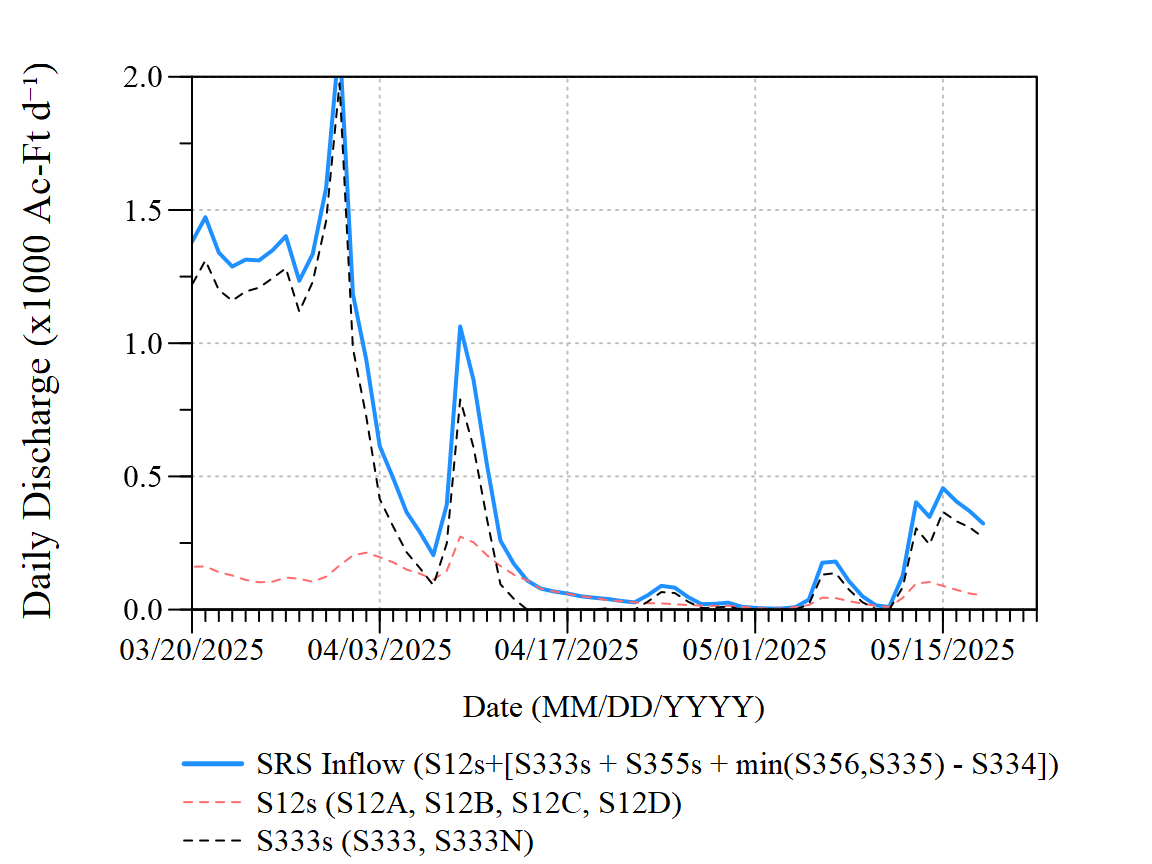 Daily Discharge (x1000 Ac-Ft d⁻¹)
2.0
1.5
1.0
0.5
0.0
03/20/2025 04/03/2025 04/17/2025 05/01/2025 05/15/2025
Date (MM/DD/YYYY)
SRS Inflow (S12s+[S333s + S355s + min(S356,S335) - S334])
S12s (S12A, S12B, S12C, S12D)
S333s (S333, S333N)